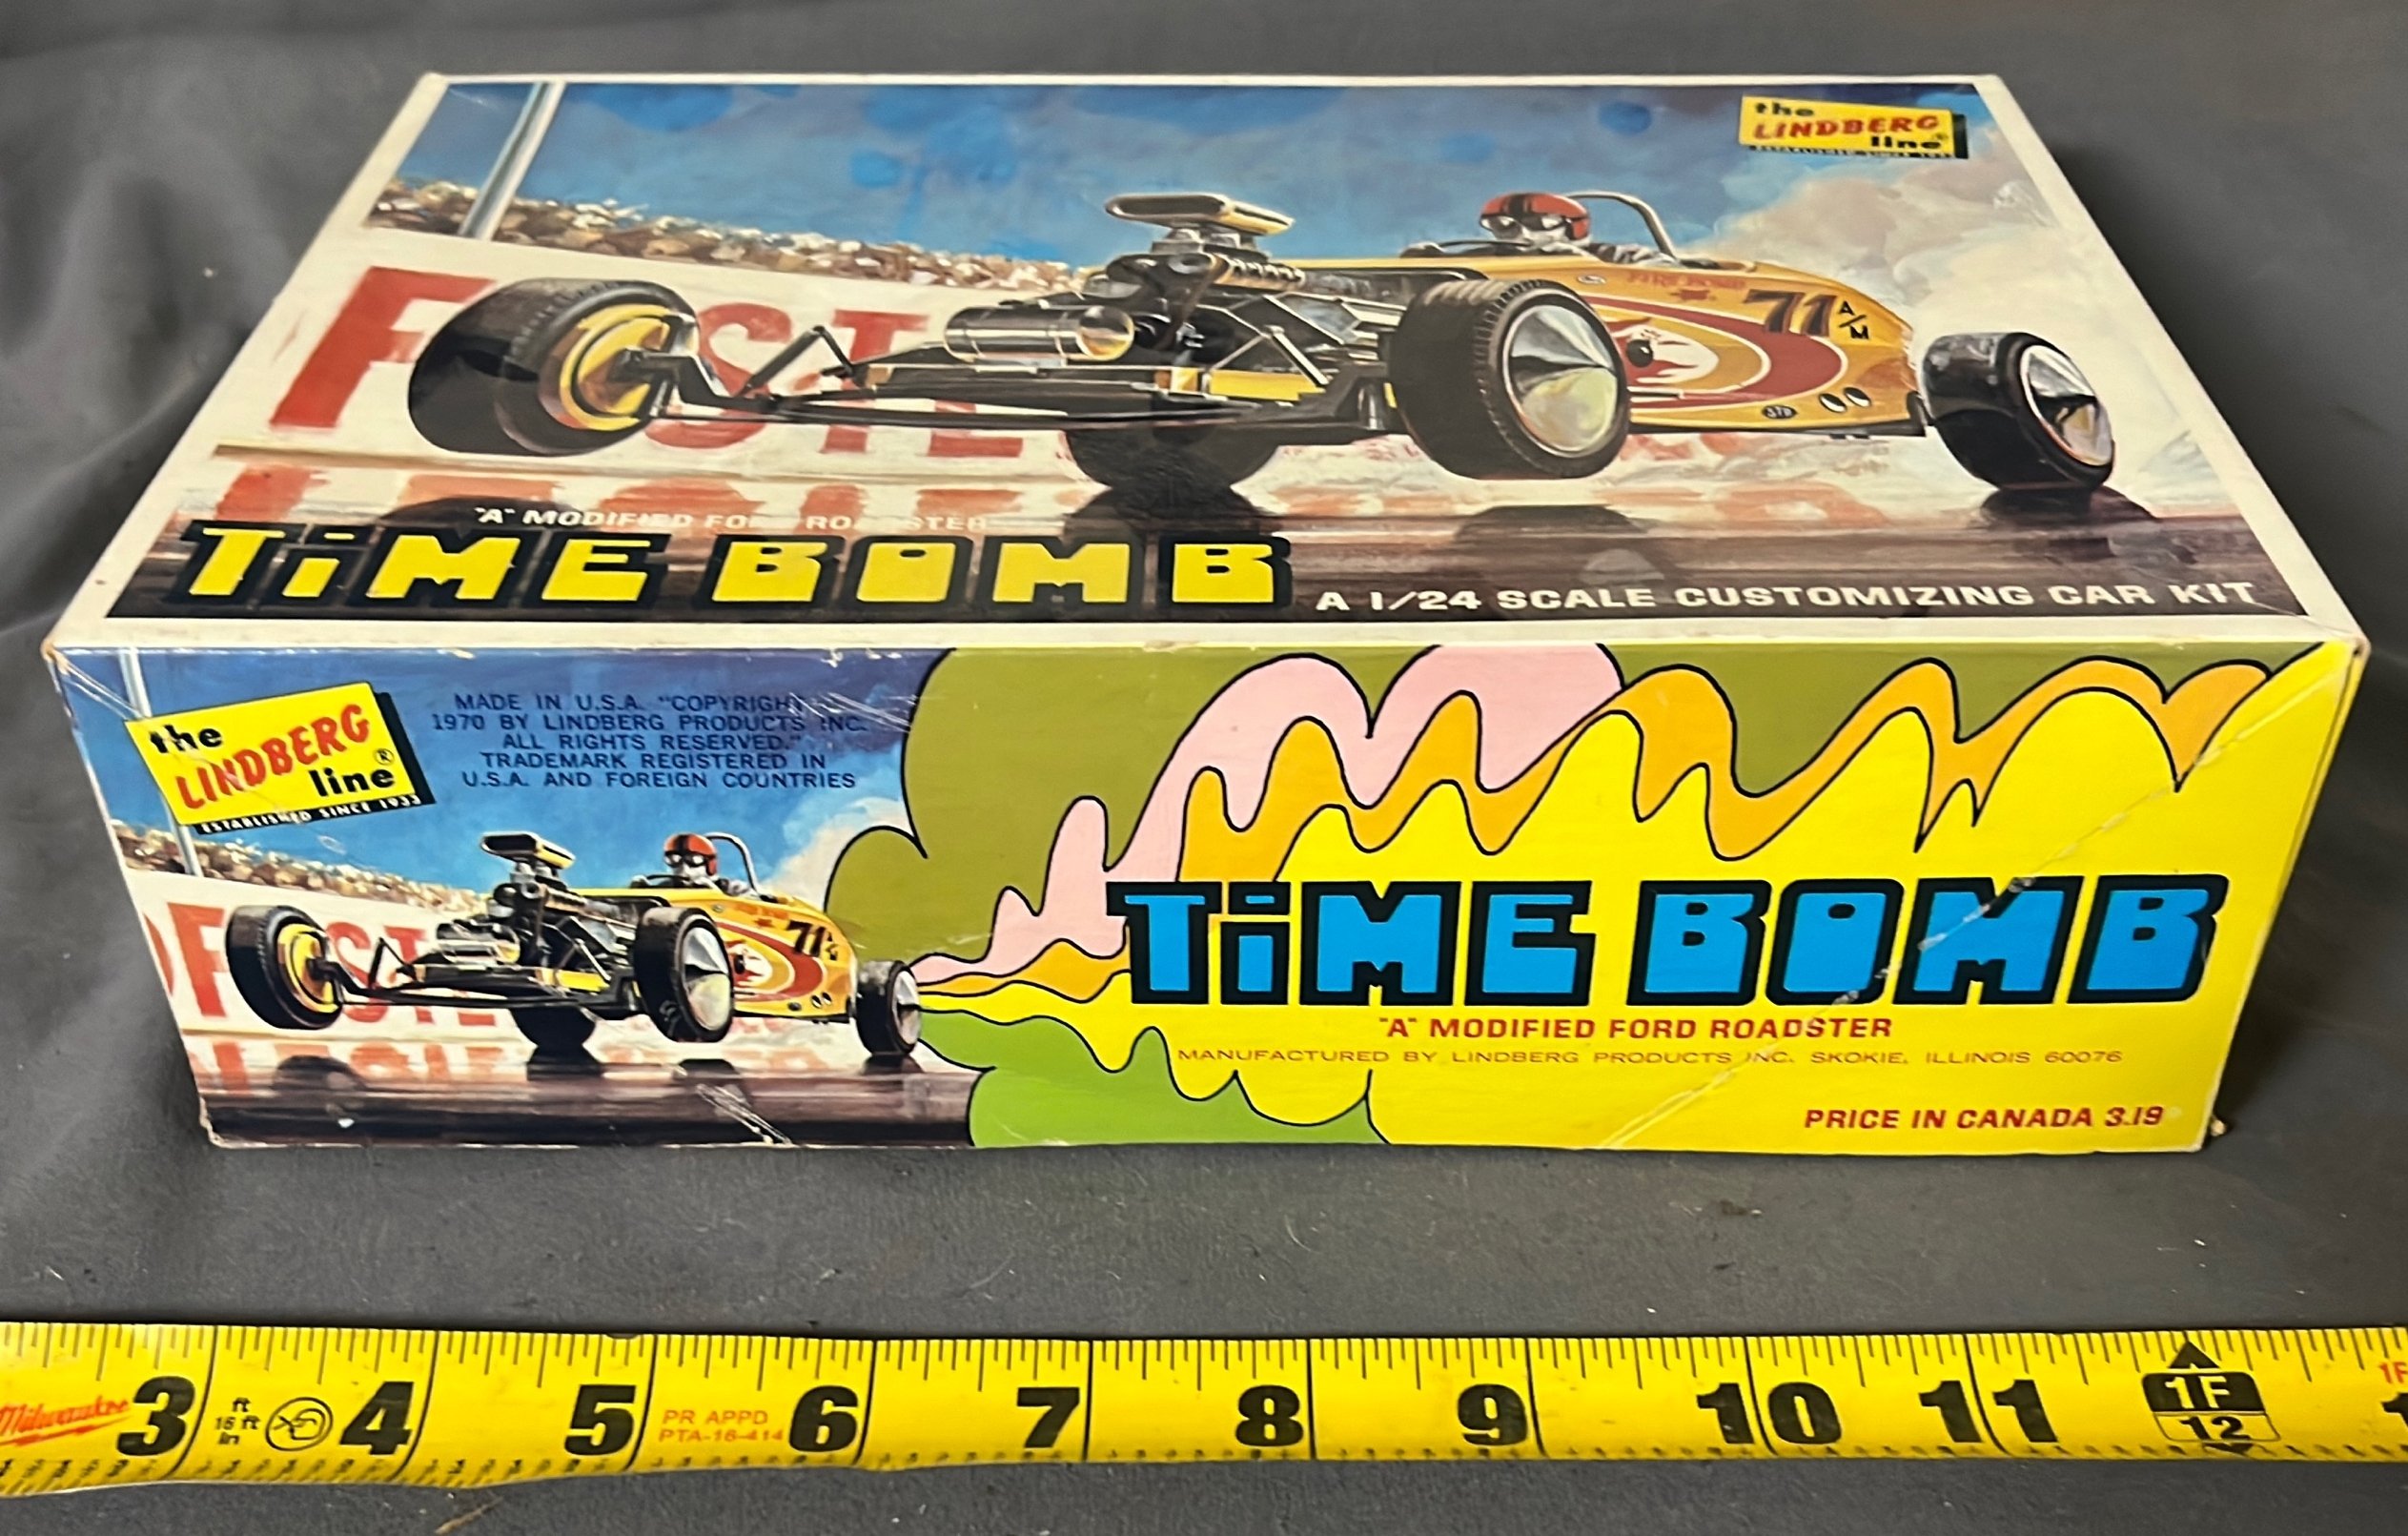 the
LINDBERG
line®
71 A/M
STP
"A" MODIFIED FORD ROADSTER
TiME BOMB
A 1/24 SCALE CUSTOMIZING CAR KIT
the
LINDBERG
line®
ESTABLISHED SINCE 1933
MADE IN U.S.A. "COPYRIGHT
1970 BY LINDBERG PRODUCTS INC.
ALL RIGHTS RESERVED."
TRADEMARK REGISTERED IN
U.S.A. AND FOREIGN COUNTRIES
71
TiME BOMB
"A" MODIFIED FORD ROADSTER
MANUFACTURED BY LINDBERG PRODUCTS INC. SKOKIE, ILLINOIS 60076
PRICE IN CANADA 3.19
Milwaukee 3 4 5 6 7 8 9 10 11 1F
ft
16 ft
in
PR APPD
PTA-16-414
12